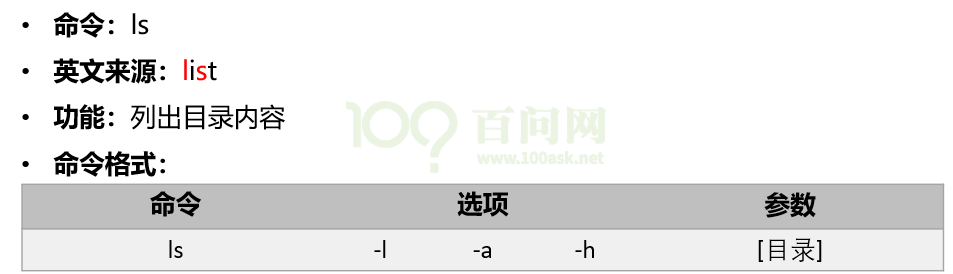 • 命令：ls
• 英文来源：list
• 功能：列出目录内容
100? 百问网
www.100ask.net
• 命令格式：
命令 选项 参数
ls -l -a -h [目录]